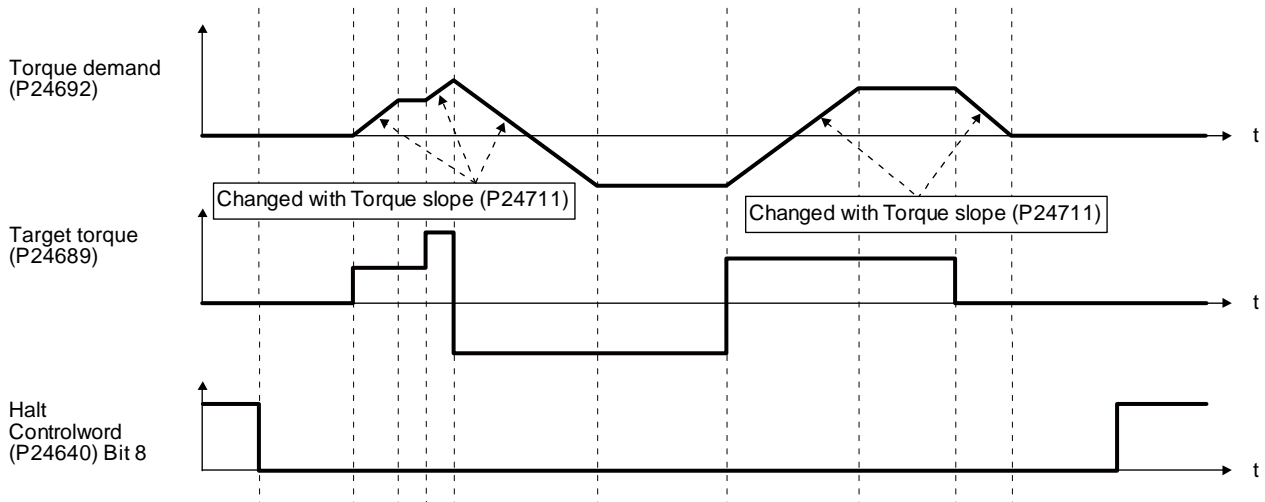 Torque demand
(P24692)
t
Changed with Torque slope (P24711)
Changed with Torque slope (P24711)
Target torque
(P24689)
t
Halt
Controlword
(P24640) Bit 8
t